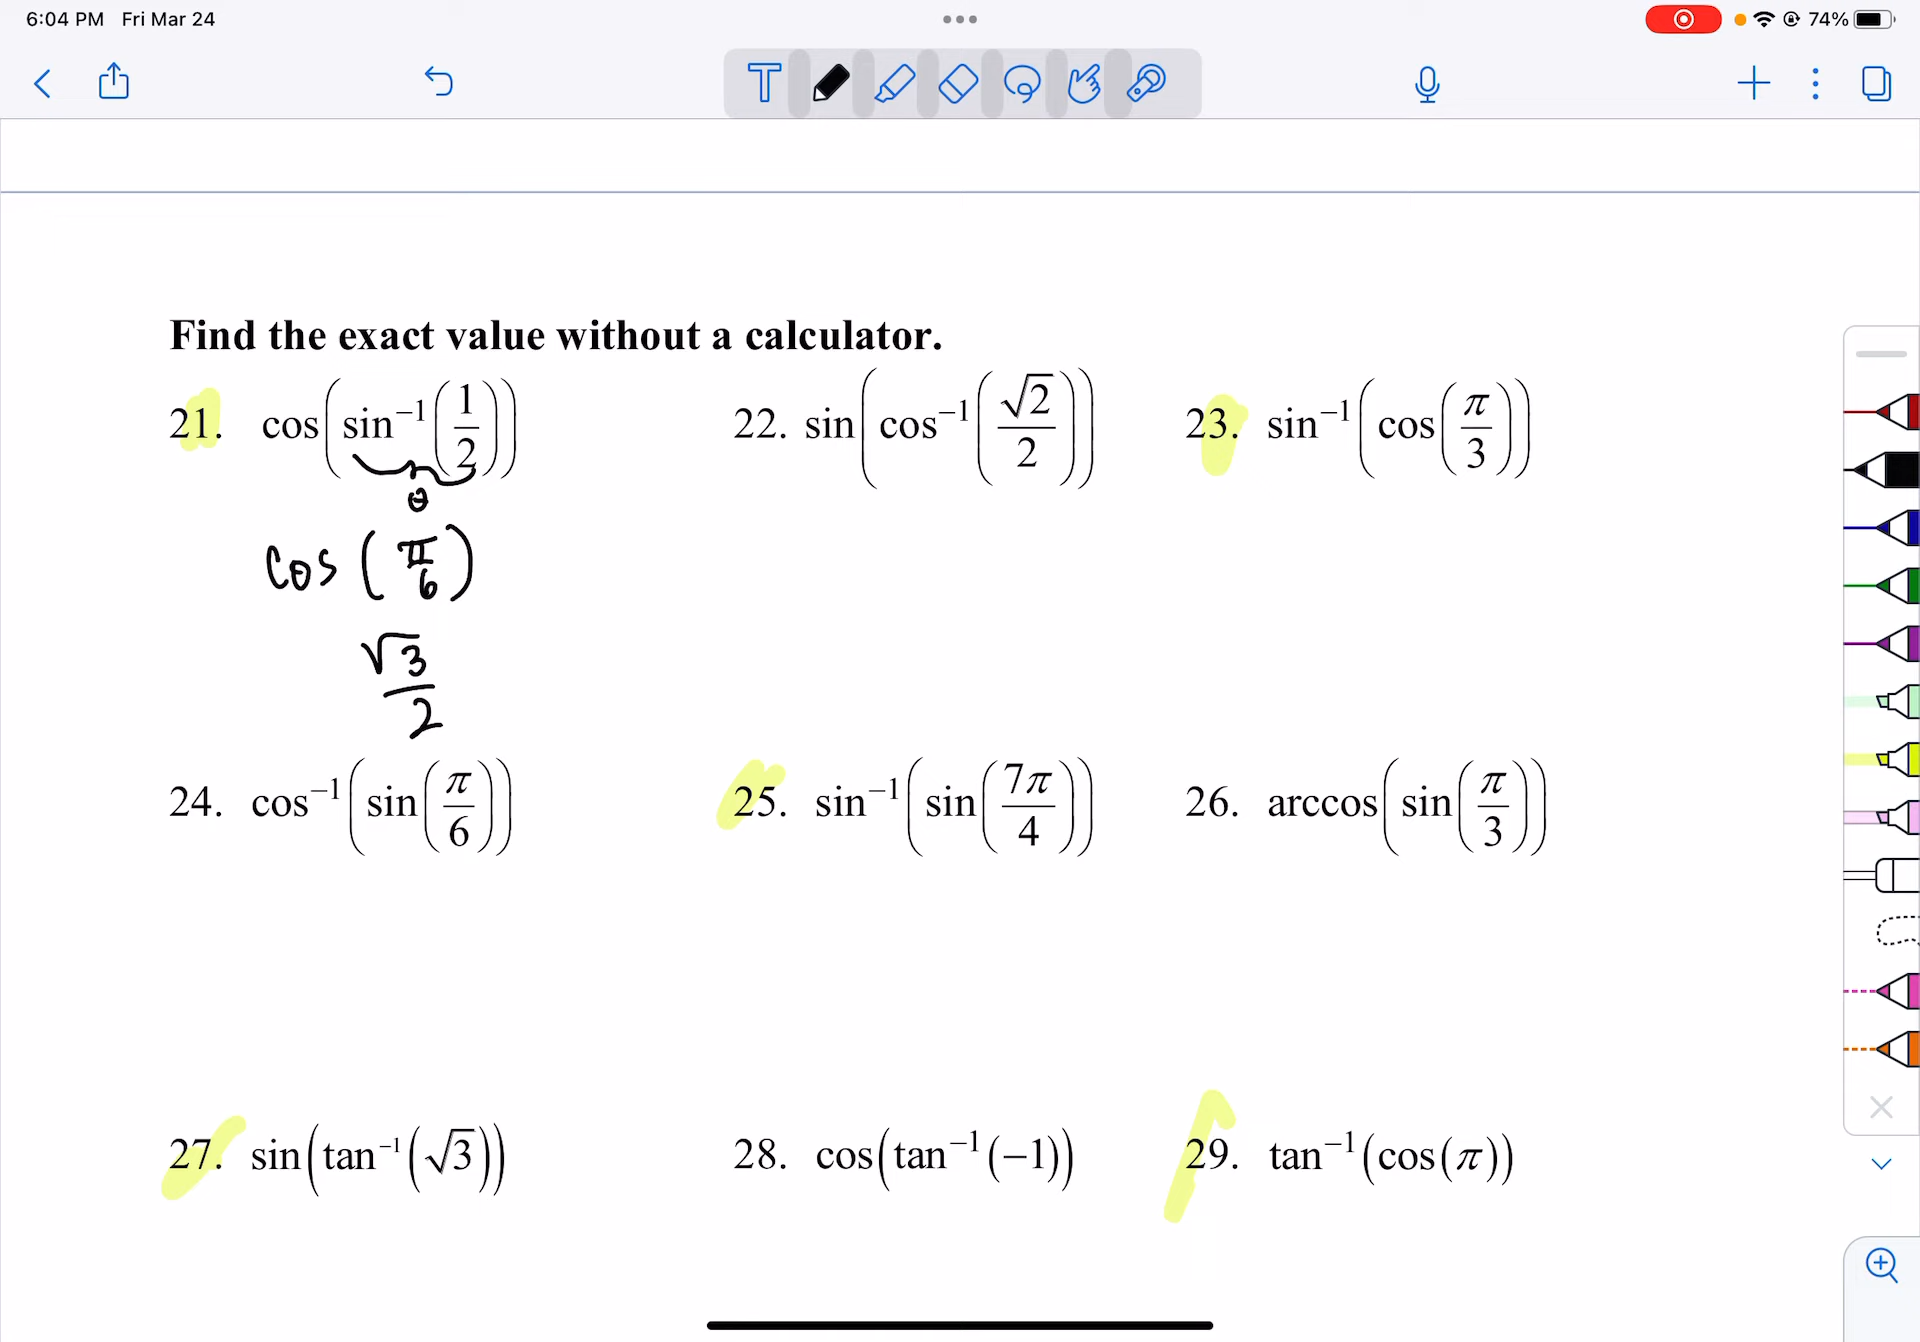 6:04 PM Fri Mar 24
74%
T
Find the exact value without a calculator.
21. cos(sin⁻¹(1/2))
θ
cos(π/6)
√3/2
22. sin(cos⁻¹(√2/2))
23. sin⁻¹(cos(π/3))
24. cos⁻¹(sin(π/6))
25. sin⁻¹(sin(7π/4))
26. arccos(sin(π/3))
27. sin(tan⁻¹(√3))
28. cos(tan⁻¹(−1))
29. tan⁻¹(cos(π))